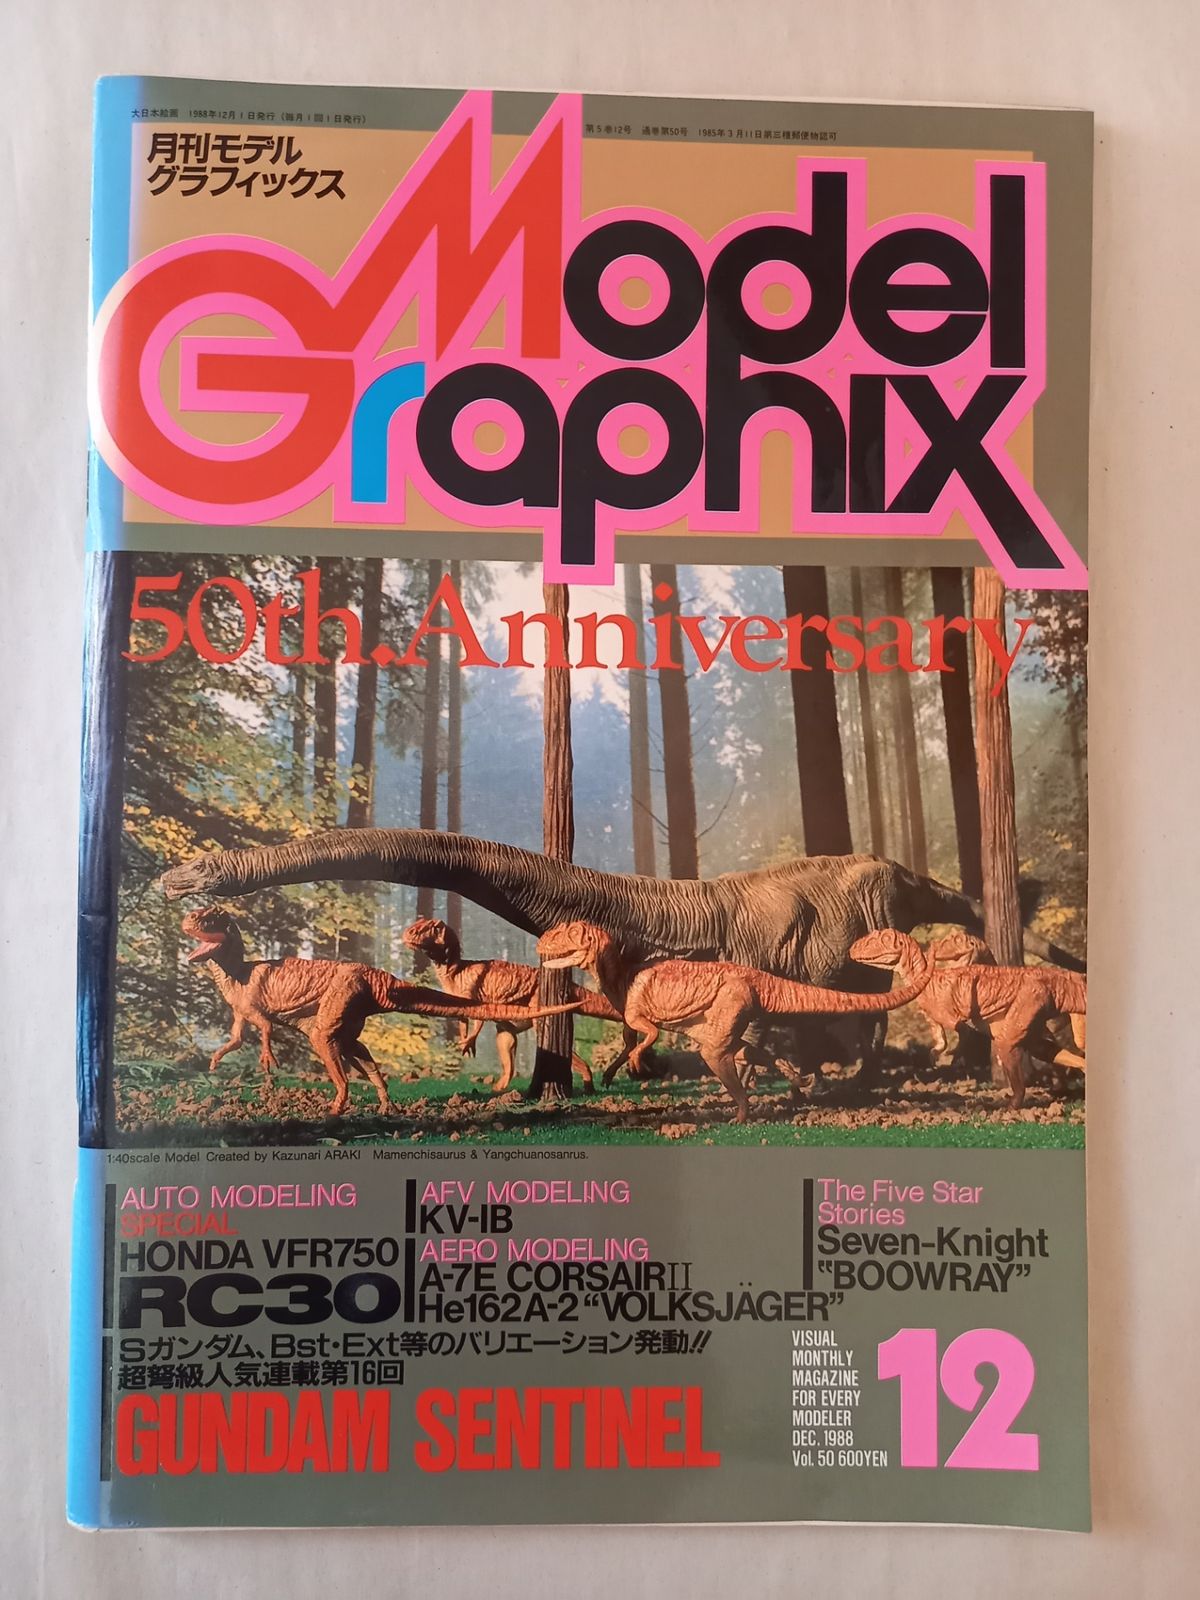 大日本絵画 1988年12月1日発行（毎月1回1日発行）
第5巻12号 通巻第50号 1985年3月11日第三種郵便物認可
月刊モデル
グラフィックス
Model
Graphix
50th.Anniversary
1:40scale Model Created by Kazunari ARAKI Mamenchisaurus & Yangchuanosanrus.
AUTO MODELING
SPECIAL
HONDA VFR750
RC30
AFV MODELING
KV-IB
AERO MODELING
A-7E CORSAIRII
He162A-2“VOLKSJÄGER”
The Five Star
Stories
Seven-Knight
“BOOWRAY”
Sガンダム、Bst・Ext等のバリエーション発動!!
超弩級人気連載第16回
GUNDAM SENTINEL
VISUAL
MONTHLY
MAGAZINE
FOR EVERY
MODELER
DEC. 1988
Vol. 50 600YEN
12